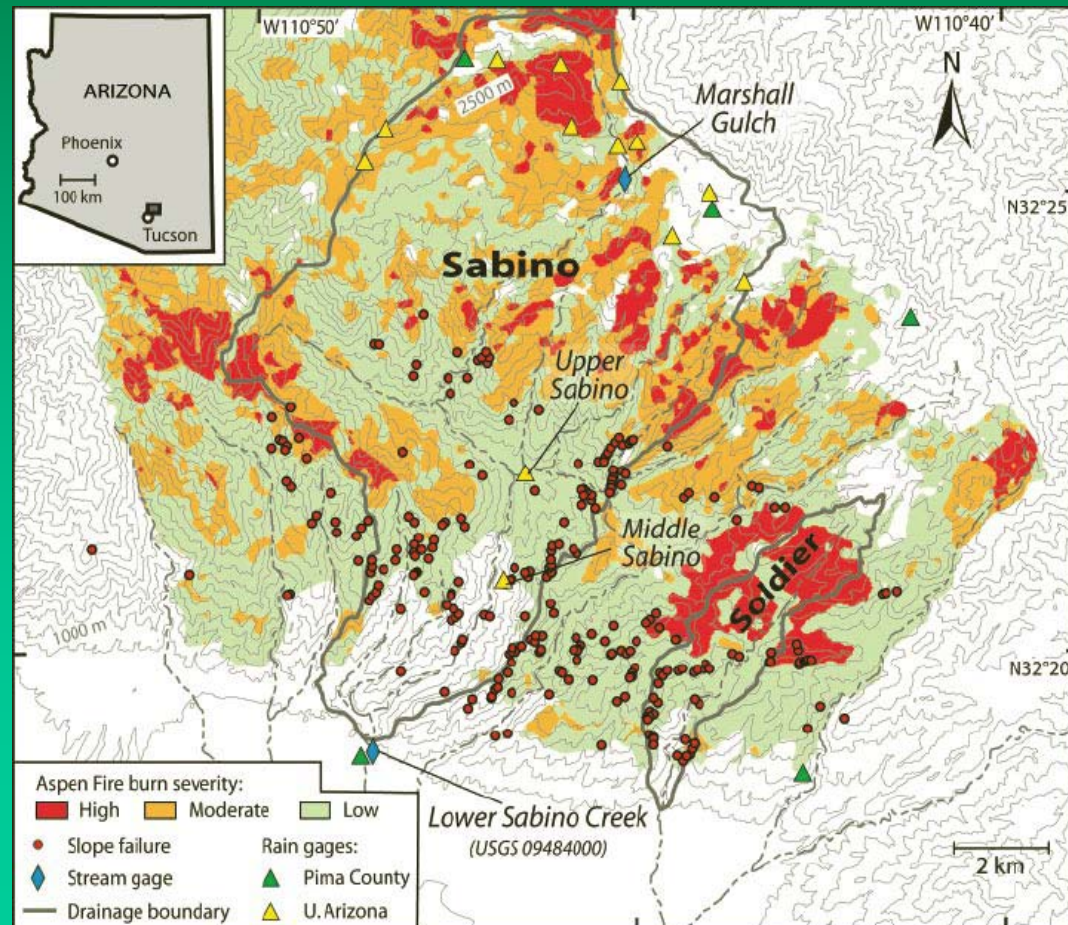 W110°50'
W110°40'
ARIZONA
Phoenix
100 km
Tucson
2500 m
Marshall
Gulch
N
N32°25'
Sabino
Upper
Sabino
Middle
Sabino
Soldier
1000 m
N32°20'
Aspen Fire burn severity:
High Moderate Low
Slope failure
Rain gages:
Stream gage
Pima County
Drainage boundary
U. Arizona
Lower Sabino Creek
(USGS 09484000)
2 km